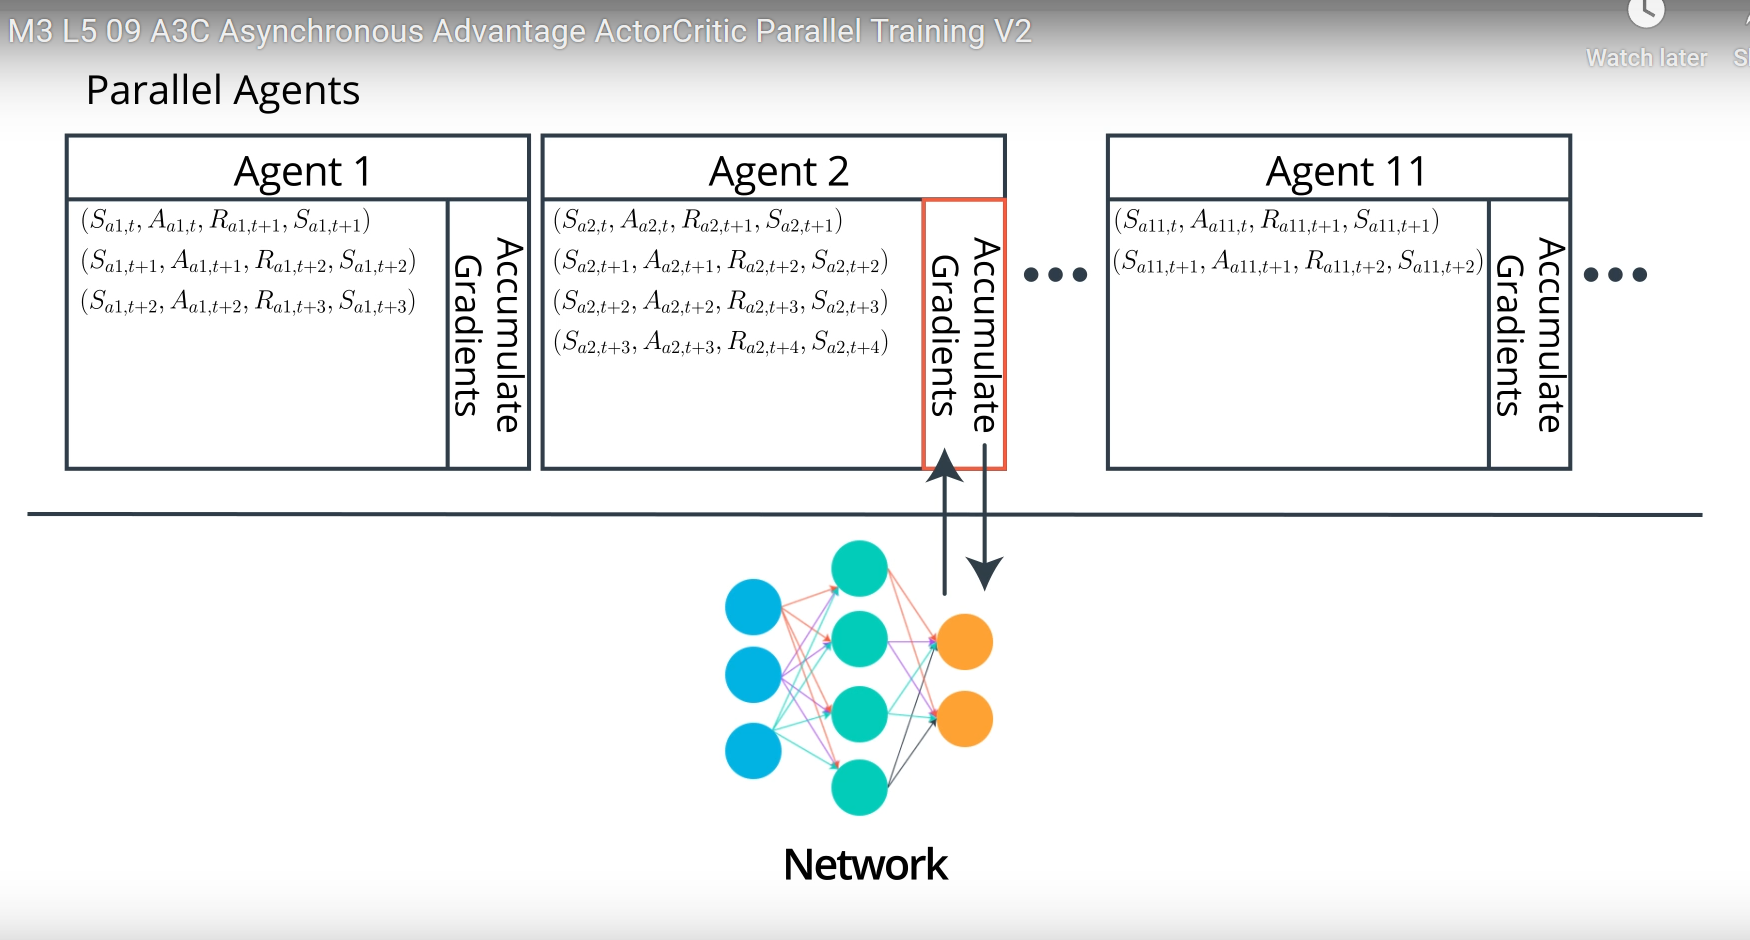 M3 L5 09 A3C Asynchronous Advantage ActorCritic Parallel Training V2
Watch later
Parallel Agents
Agent 1
(S_{a1,t}, A_{a1,t}, R_{a1,t+1}, S_{a1,t+1})
(S_{a1,t+1}, A_{a1,t+1}, R_{a1,t+2}, S_{a1,t+2})
(S_{a1,t+2}, A_{a1,t+2}, R_{a1,t+3}, S_{a1,t+3})
Accumulate
Gradients
Agent 2
(S_{a2,t}, A_{a2,t}, R_{a2,t+1}, S_{a2,t+1})
(S_{a2,t+1}, A_{a2,t+1}, R_{a2,t+2}, S_{a2,t+2})
(S_{a2,t+2}, A_{a2,t+2}, R_{a2,t+3}, S_{a2,t+3})
(S_{a2,t+3}, A_{a2,t+3}, R_{a2,t+4}, S_{a2,t+4})
Accumulate
Gradients
Agent 11
(S_{a11,t}, A_{a11,t}, R_{a11,t+1}, S_{a11,t+1})
(S_{a11,t+1}, A_{a11,t+1}, R_{a11,t+2}, S_{a11,t+2})
Accumulate
Gradients
Network